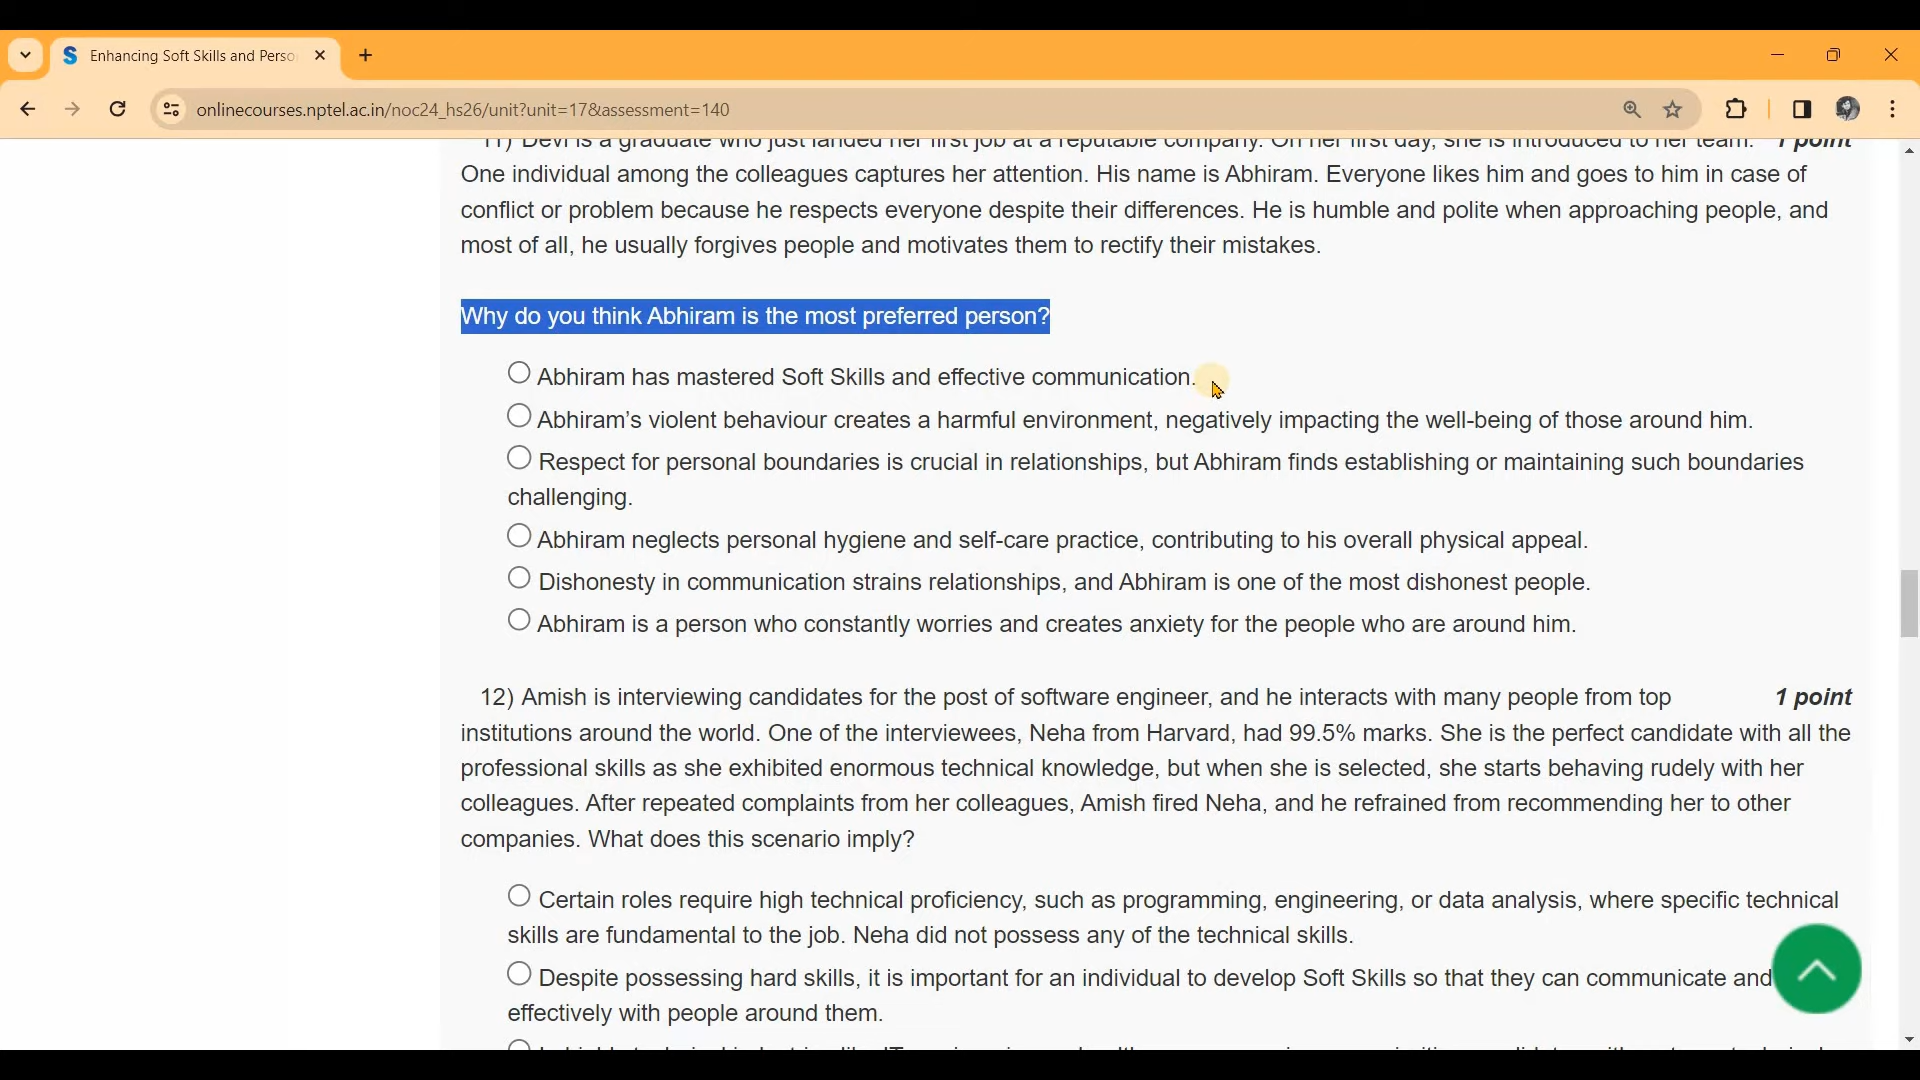 Enhancing Soft Skills and Perso
onlinecourses.nptel.ac.in/noc24_hs26/unit?unit=17&assessment=140
11) Devi is a graduate who just landed her first job at a reputable company. On her first day, she is introduced to her team. 1 point
One individual among the colleagues captures her attention. His name is Abhiram. Everyone likes him and goes to him in case of
conflict or problem because he respects everyone despite their differences. He is humble and polite when approaching people, and
most of all, he usually forgives people and motivates them to rectify their mistakes.
Why do you think Abhiram is the most preferred person?
Abhiram has mastered Soft Skills and effective communication.
Abhiram’s violent behaviour creates a harmful environment, negatively impacting the well-being of those around him.
Respect for personal boundaries is crucial in relationships, but Abhiram finds establishing or maintaining such boundaries
challenging.
Abhiram neglects personal hygiene and self-care practice, contributing to his overall physical appeal.
Dishonesty in communication strains relationships, and Abhiram is one of the most dishonest people.
Abhiram is a person who constantly worries and creates anxiety for the people who are around him.
12) Amish is interviewing candidates for the post of software engineer, and he interacts with many people from top 1 point
institutions around the world. One of the interviewees, Neha from Harvard, had 99.5% marks. She is the perfect candidate with all the
professional skills as she exhibited enormous technical knowledge, but when she is selected, she starts behaving rudely with her
colleagues. After repeated complaints from her colleagues, Amish fired Neha, and he refrained from recommending her to other
companies. What does this scenario imply?
Certain roles require high technical proficiency, such as programming, engineering, or data analysis, where specific technical
skills are fundamental to the job. Neha did not possess any of the technical skills.
Despite possessing hard skills, it is important for an individual to develop Soft Skills so that they can communicate and
effectively with people around them.